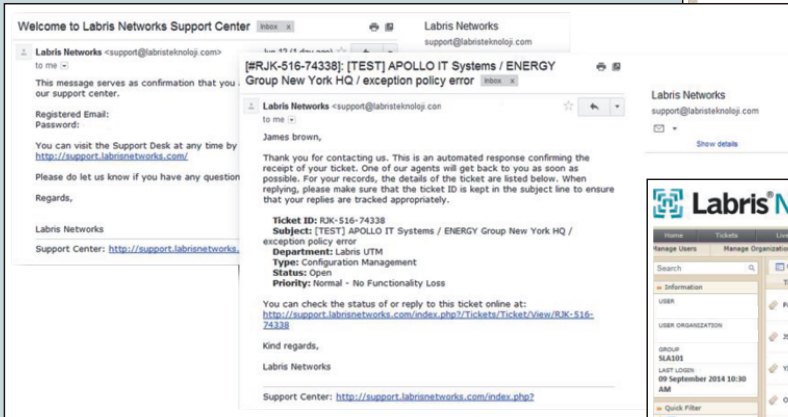 Welcome to Labris Networks Support Center Inbox x
Labris Networks <support@labristeknoloji.com>
to me
This message serves as confirmation that you
our support center.
Registered Email:
Password:
You can visit the Support Desk at any time by
http://support.labrisnetworks.com/
Please do let us know if you have any question
Regards,
Labris Networks
Support Center: http://support.labrisnetworks.
Labris Networks
support@labristeknoloji.com
[#RJK-516-74338]: [TEST] APOLLO IT Systems / ENERGY
Group New York HQ / exception policy error Inbox x
Labris Networks <support@labristeknoloji.con
to me
James brown,
Thank you for contacting us. This is an automated response confirming the
receipt of your ticket. One of our agents will get back to you as soon as
possible. For your records, the details of the ticket are listed below. When
replying, please make sure that the ticket ID is kept in the subject line to ensure
that your replies are tracked appropriately.
Ticket ID: RJK-516-74338
Subject: [TEST] APOLLO IT Systems / ENERGY Group New York HQ /
exception policy error
Department: Labris UTM
Type: Configuration Management
Status: Open
Priority: Normal - No Functionality Loss
You can check the status of or reply to this ticket online at:
http://support.labrisnetworks.com/index.php?/Tickets/Ticket/View/RJK-516-
74338
Kind regards,
Labris Networks
Support Center: http://support.labrisnetworks.com/index.php?
Labris Networks
support@labristeknoloji.com
Show details
Labris® N
Home Tickets Live
Manage Users Manage Organization
Search
Information
USER
USER ORGANIZATION
GROUP
SLA101
LAST LOGIN
09 September 2014 10:30
AM
Quick Filter